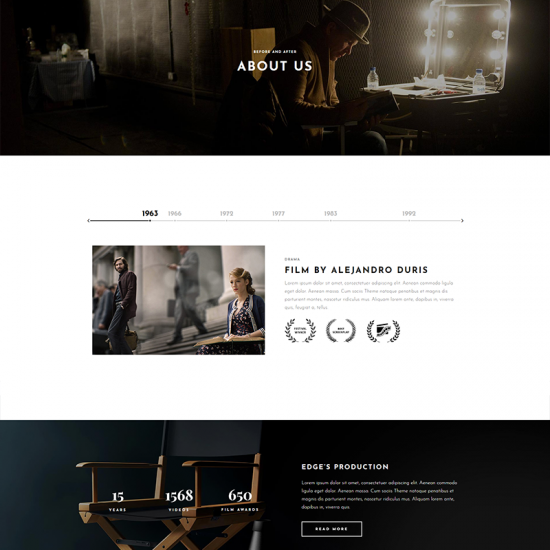 BEFORE AND AFTER
ABOUT US
1963 1966 1972 1977 1983 1992
DRAMA
FILM BY ALEJANDRO DURIS
Lorem ipsum dolor sit amet, consectetuer adipiscing elit. Aenean commodo ligula
eget dolor. Aenean massa. Cum sociis Theme natoque penatibus et magnis dis
parturient montes, nascetur ridiculus mus. Aliquam lorem ante, dapibus in, viverra
quis, feugiat a, tellus.
FESTIVAL
WINNER
BEST
SCREENPLAY
EDGE'S PRODUCTION
Lorem ipsum dolor sit amet, consectetuer adipiscing elit. Aenean commodo
ligula eget dolor. Aenean massa. Cum sociis Theme natoque penatibus et
magnis dis parturient montes, nascetur ridiculus mus. Aliquam lorem ante,
dapibus in, viverra quis.
15 1568 650
YEARS VIDEOS FILM AWARDS
READ MORE